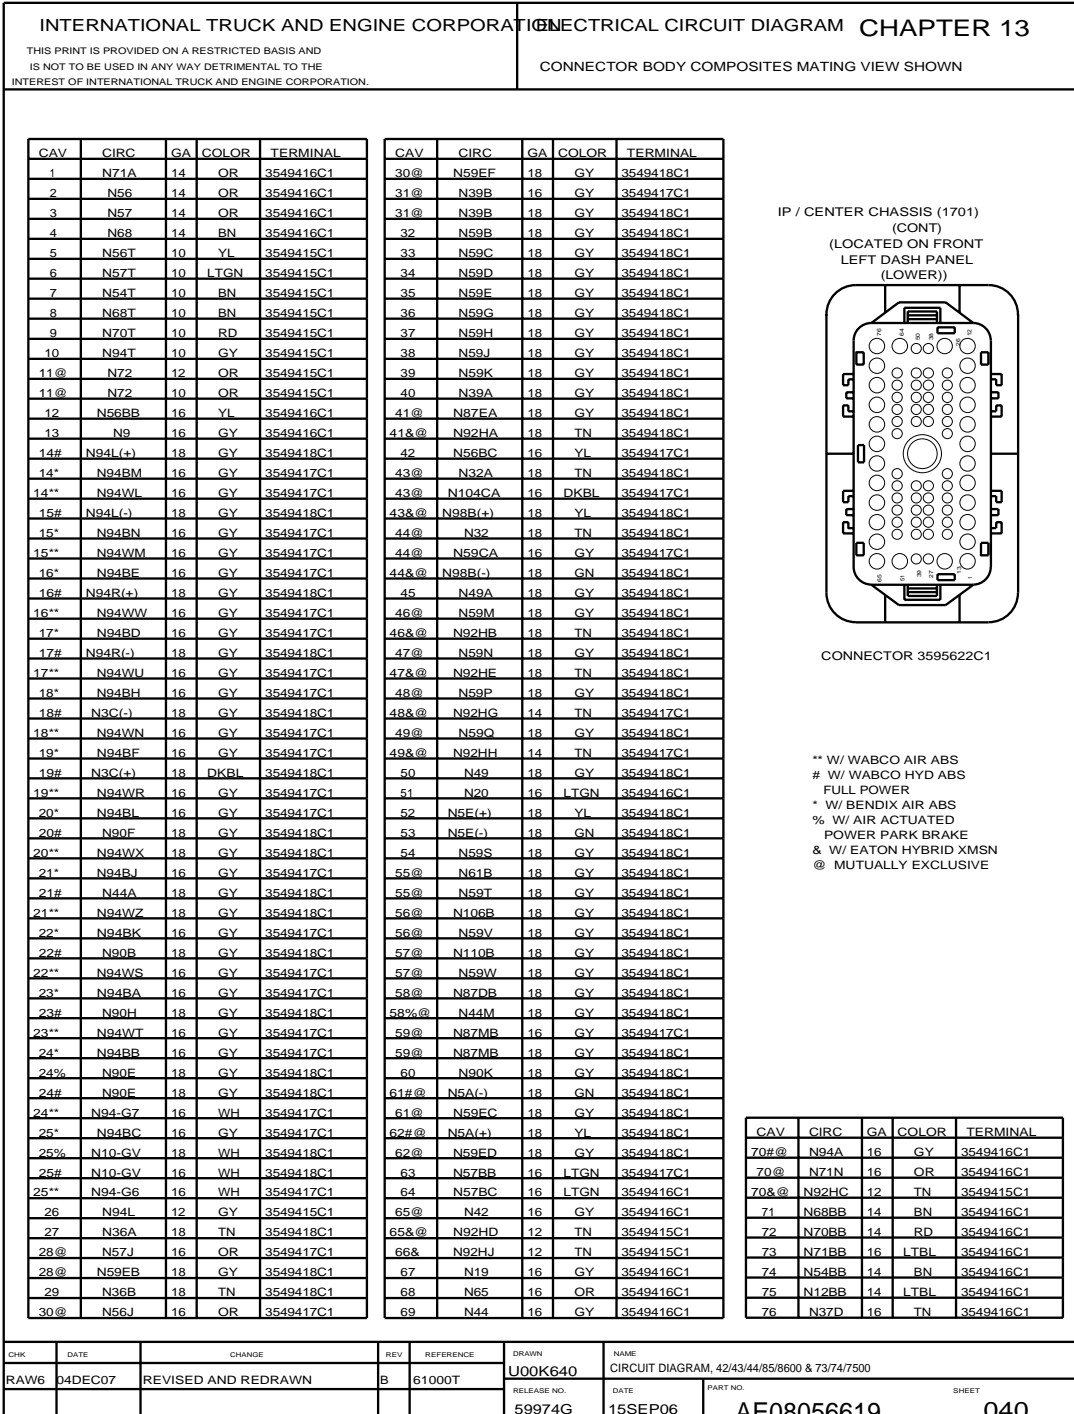 INTERNATIONAL TRUCK AND ENGINE CORPORATION
THIS PRINT IS PROVIDED ON A RESTRICTED BASIS AND
IS NOT TO BE USED IN ANY WAY DETRIMENTAL TO THE
INTEREST OF INTERNATIONAL TRUCK AND ENGINE CORPORATION.
ELECTRICAL CIRCUIT DIAGRAM CHAPTER 13
CONNECTOR BODY COMPOSITES MATING VIEW SHOWN
CAV CIRC GA COLOR TERMINAL
1 N71A 14 OR 3549416C1
2 N56 14 OR 3549416C1
3 N57 14 OR 3549416C1
4 N68 14 BN 3549416C1
5 N56T 10 YL 3549415C1
6 N57T 10 LTGN 3549415C1
7 N54T 10 BN 3549415C1
8 N68T 10 BN 3549415C1
9 N70T 10 RD 3549415C1
10 N94T 10 GY 3549415C1
11@ N72 12 OR 3549415C1
11@ N72 10 OR 3549415C1
12 N56BB 16 YL 3549416C1
13 N9 16 GY 3549416C1
14# N94L(+) 18 GY 3549418C1
14* N94BM 16 GY 3549417C1
14** N94WL 16 GY 3549417C1
15# N94L(-) 18 GY 3549418C1
15* N94BN 16 GY 3549417C1
15** N94WM 16 GY 3549417C1
16* N94BE 16 GY 3549417C1
16# N94R(+) 18 GY 3549418C1
16** N94WW 16 GY 3549417C1
17* N94BD 16 GY 3549417C1
17# N94R(-) 18 GY 3549418C1
17** N94WU 16 GY 3549417C1
18* N94BH 16 GY 3549417C1
18# N3C(-) 18 GY 3549418C1
18** N94WN 16 GY 3549417C1
19* N94BF 16 GY 3549417C1
19# N3C(+) 18 DKBL 3549418C1
19** N94WR 16 GY 3549417C1
20* N94BL 16 GY 3549417C1
20# N90F 18 GY 3549418C1
20** N94WX 18 GY 3549417C1
21* N94BJ 16 GY 3549417C1
21# N44A 18 GY 3549418C1
21** N94WZ 18 GY 3549418C1
22* N94BK 16 GY 3549417C1
22# N90B 18 GY 3549418C1
22** N94WS 16 GY 3549417C1
23* N94BA 16 GY 3549417C1
23# N90H 18 GY 3549418C1
23** N94WT 16 GY 3549417C1
24* N94BB 16 GY 3549417C1
24% N90E 18 GY 3549418C1
24# N90E 18 GY 3549418C1
24** N94-G7 16 WH 3549417C1
25* N94BC 16 GY 3549417C1
25% N10-GV 18 WH 3549418C1
25# N10-GV 16 WH 3549418C1
25** N94-G6 16 WH 3549417C1
26 N94L 12 GY 3549415C1
27 N36A 18 TN 3549418C1
28@ N57J 16 OR 3549417C1
28@ N59EB 18 GY 3549418C1
29 N36B 18 TN 3549418C1
30@ N56J 16 OR 3549417C1
CAV CIRC GA COLOR TERMINAL
30@ N59EF 18 GY 3549418C1
31@ N39B 16 GY 3549417C1
31@ N39B 18 GY 3549418C1
32 N59B 18 GY 3549418C1
33 N59C 18 GY 3549418C1
34 N59D 18 GY 3549418C1
35 N59E 18 GY 3549418C1
36 N59G 18 GY 3549418C1
37 N59H 18 GY 3549418C1
38 N59J 18 GY 3549418C1
39 N59K 18 GY 3549418C1
40 N39A 18 GY 3549418C1
41@ N87EA 18 GY 3549418C1
41&@ N92HA 18 TN 3549418C1
42 N56BC 16 YL 3549417C1
43@ N32A 18 TN 3549418C1
43@ N104CA 16 DKBL 3549417C1
43&@ N98B(+) 18 YL 3549418C1
44@ N32 18 TN 3549418C1
44@ N59CA 16 GY 3549417C1
44&@ N98B(-) 18 GN 3549418C1
45 N49A 18 GY 3549418C1
46@ N59M 18 GY 3549418C1
46&@ N92HB 18 TN 3549418C1
47@ N59N 18 GY 3549418C1
47&@ N92HE 18 TN 3549418C1
48@ N59P 18 GY 3549418C1
48&@ N92HG 14 TN 3549417C1
49@ N59Q 18 GY 3549418C1
49&@ N92HH 14 TN 3549417C1
50 N49 18 GY 3549418C1
51 N20 16 LTGN 3549416C1
52 N5E(+) 18 YL 3549418C1
53 N5E(-) 18 GN 3549418C1
54 N59S 18 GY 3549418C1
55@ N61B 18 GY 3549418C1
55@ N59T 18 GY 3549418C1
56@ N106B 18 GY 3549418C1
56@ N59V 18 GY 3549418C1
57@ N110B 18 GY 3549418C1
57@ N59W 18 GY 3549418C1
58@ N87DB 18 GY 3549418C1
58%@ N44M 18 GY 3549418C1
59@ N87MB 16 GY 3549417C1
59@ N87MB 18 GY 3549418C1
60 N90K 18 GY 3549418C1
61#@ N5A(-) 18 GN 3549418C1
61@ N59EC 18 GY 3549418C1
62#@ N5A(+) 18 YL 3549418C1
62@ N59ED 18 GY 3549418C1
63 N57BB 16 LTGN 3549417C1
64 N57BC 16 LTGN 3549416C1
65@ N42 16 GY 3549416C1
65&@ N92HD 12 TN 3549415C1
66& N92HJ 12 TN 3549415C1
67 N19 16 GY 3549416C1
68 N65 16 OR 3549416C1
69 N44 16 GY 3549416C1
IP / CENTER CHASSIS (1701)
(CONT)
(LOCATED ON FRONT
LEFT DASH PANEL
(LOWER))
76 64 50 38 26 12
65 51 39 27 13 1
CONNECTOR 3595622C1
** W/ WABCO AIR ABS
# W/ WABCO HYD ABS
FULL POWER
* W/ BENDIX AIR ABS
% W/ AIR ACTUATED
POWER PARK BRAKE
& W/ EATON HYBRID XMSN
@ MUTUALLY EXCLUSIVE
CAV CIRC GA COLOR TERMINAL
70#@ N94A 16 GY 3549416C1
70@ N71N 16 OR 3549416C1
70&@ N92HC 12 TN 3549415C1
71 N68BB 14 BN 3549416C1
72 N70BB 14 RD 3549416C1
73 N71BB 16 LTBL 3549416C1
74 N54BB 14 BN 3549416C1
75 N12BB 14 LTBL 3549416C1
76 N37D 16 TN 3549416C1
CHK DATE CHANGE REV REFERENCE
RAW6 04DEC07 REVISED AND REDRAWN B 61000T
DRAWN
U00K640
NAME
CIRCUIT DIAGRAM, 42/43/44/85/8600 & 73/74/7500
RELEASE NO. DATE PART NO. SHEET
59974G 15SEP06 AE08056619 040